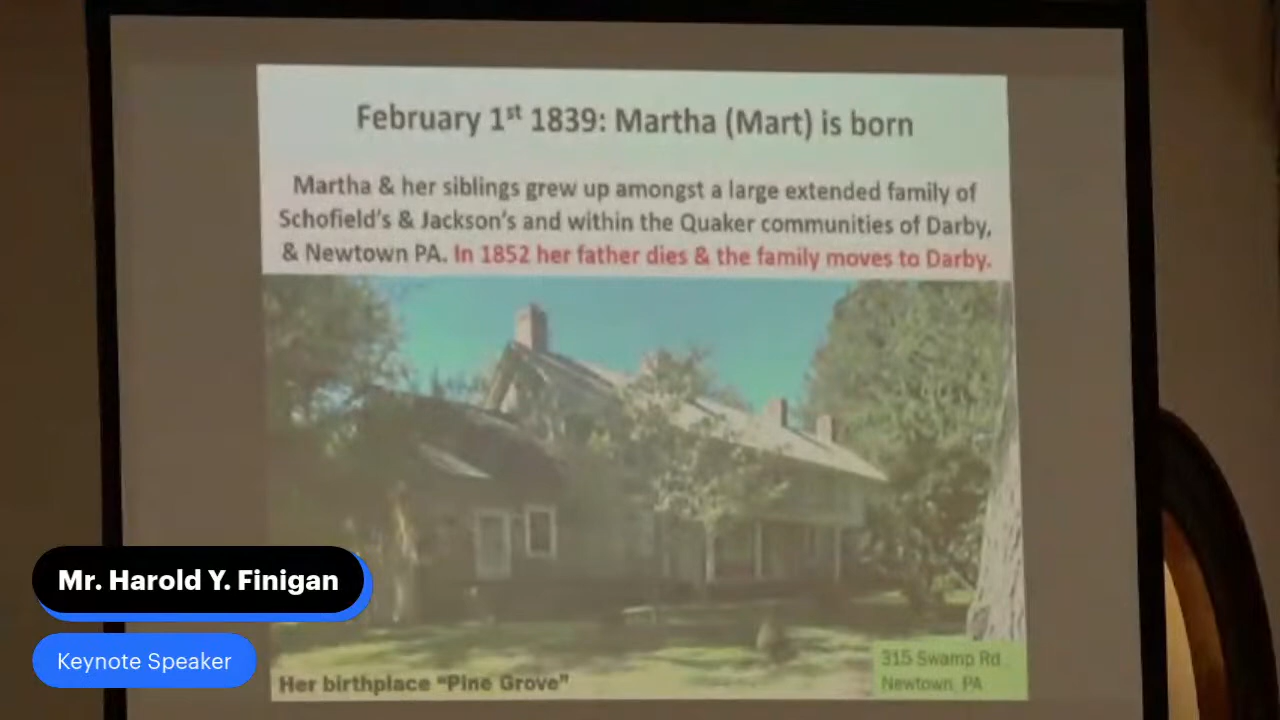 February 1st 1839: Martha (Mart) is born
Martha & her siblings grew up amongst a large extended family of
Schofield's & Jackson's and within the Quaker communities of Darby,
& Newtown PA. In 1852 her father dies & the family moves to Darby.
Her birthplace “Pine Grove”
315 Swamp Rd
Newtown, PA
Mr. Harold Y. Finigan
Keynote Speaker